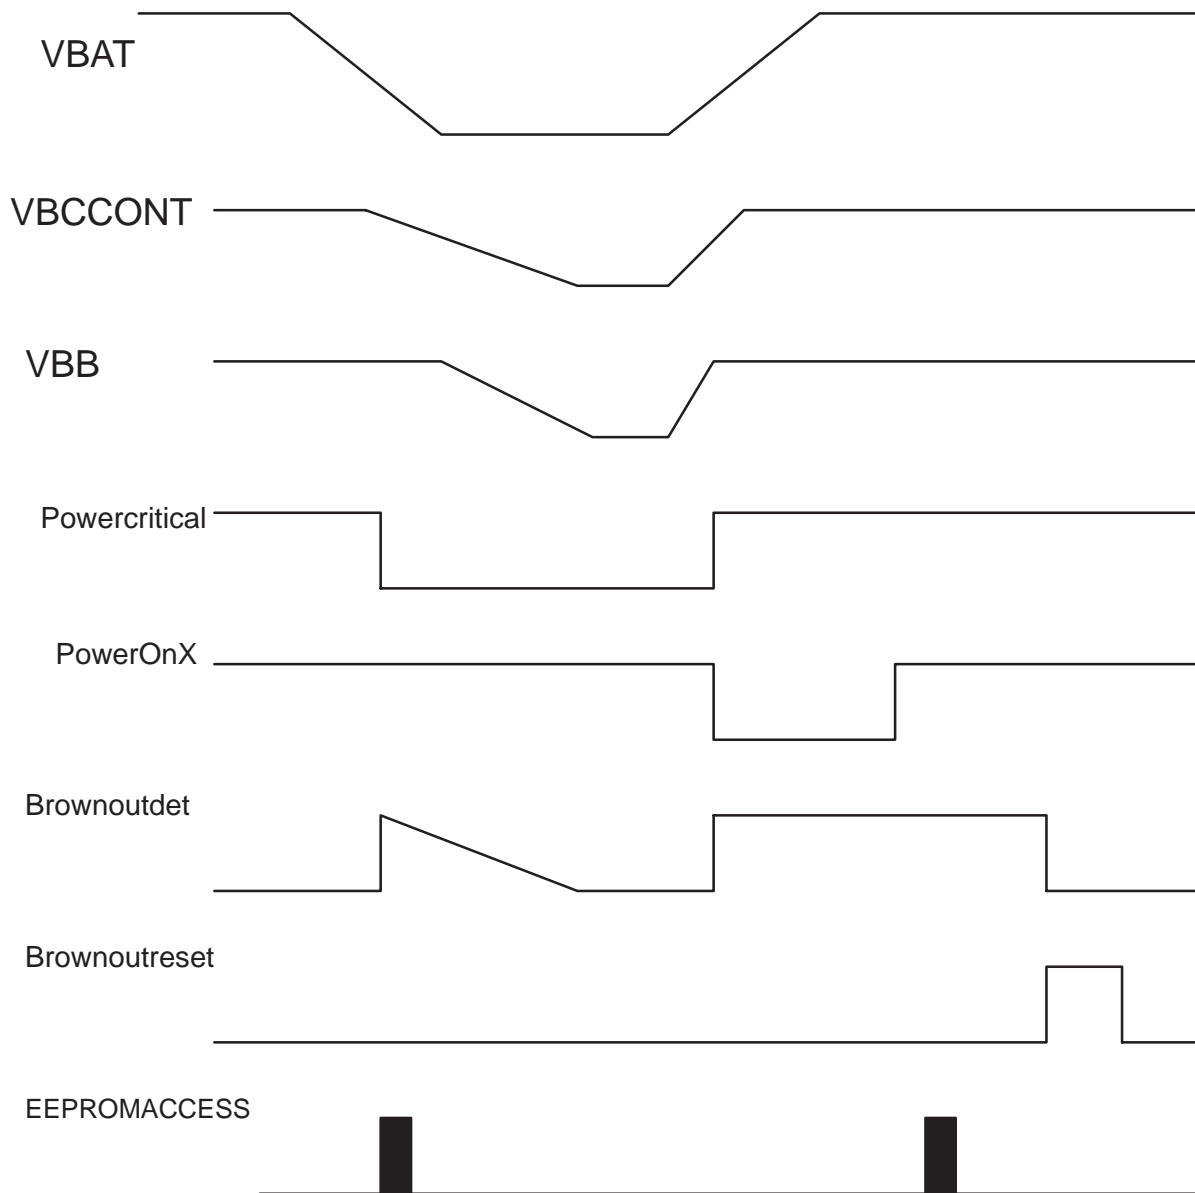 VBAT
VBCCONT
VBB
Powercritical
PowerOnX
Brownoutdet
Brownoutreset
EEPROMACCESS